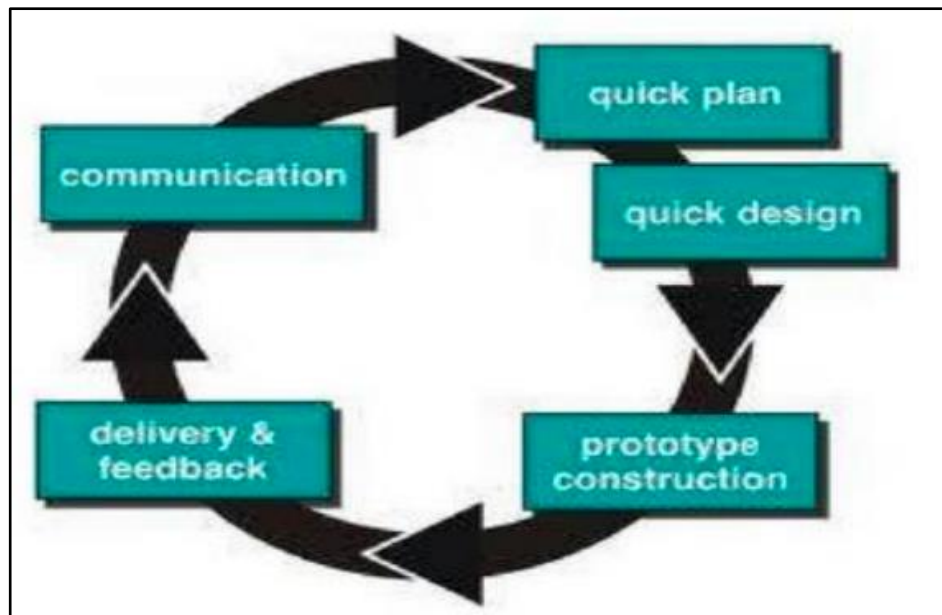 communication
quick plan
quick design
prototype
construction
delivery &
feedback